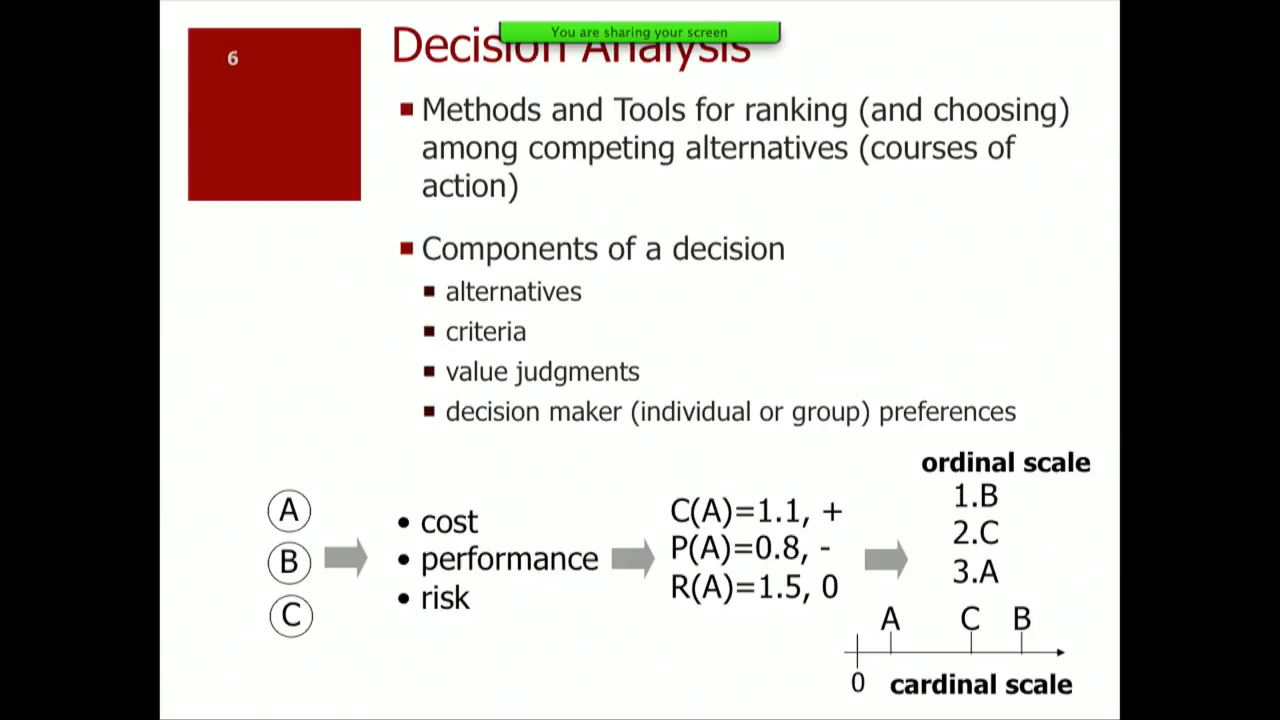 6
You are sharing your screen
Decision Analysis
Methods and Tools for ranking (and choosing)
among competing alternatives (courses of
action)
Components of a decision
alternatives
criteria
value judgments
decision maker (individual or group) preferences
A
B
C
• cost
• performance
• risk
C(A)=1.1, +
P(A)=0.8, -
R(A)=1.5, 0
ordinal scale
1.B
2.C
3.A
A C B
0 cardinal scale